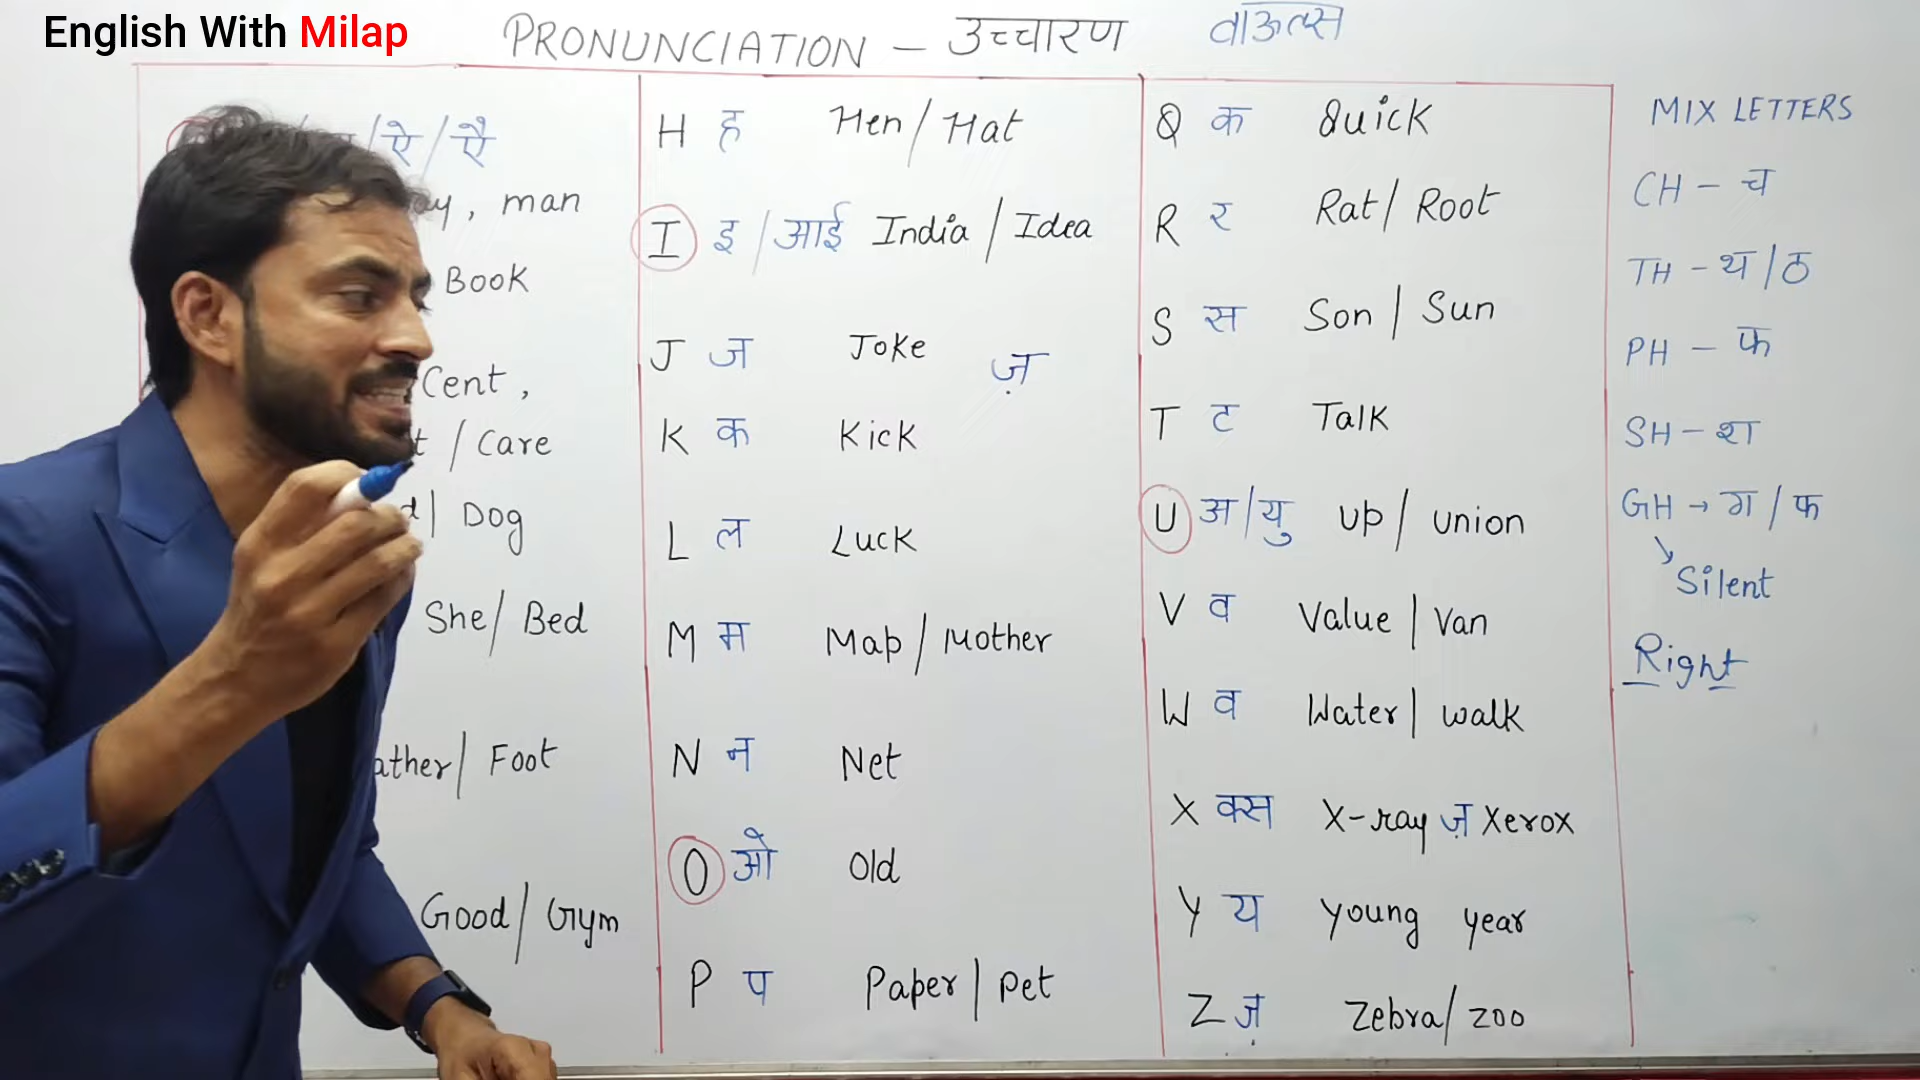 English With Milap
PRONUNCIATION – उच्चारण वाऊल्स
/ऐ/ऐ
man
Book
Cent,
/ Care
| Dog
She/ Bed
ather/ Foot
Good/ Gym
H ह Hen/ Hat
I इ/आई India / Idea
J ज Joke ज़
K क Kick
L ल Luck
M म Map / Mother
N न Net
O ओ Old
P प Paper| Pet
Q क Quick
R र Rat/ Root
S स Son | Sun
T ट Talk
U अ/यु Up/ union
V व Value | Van
W व Water| walk
X क्स X-ray ज़ Xerox
Y य Young year
Z ज़ Zebra/ zoo
MIX LETTERS
CH – च
TH – थ/ठ
PH – फ
SH – श
GH → ग / फ
Silent
Right